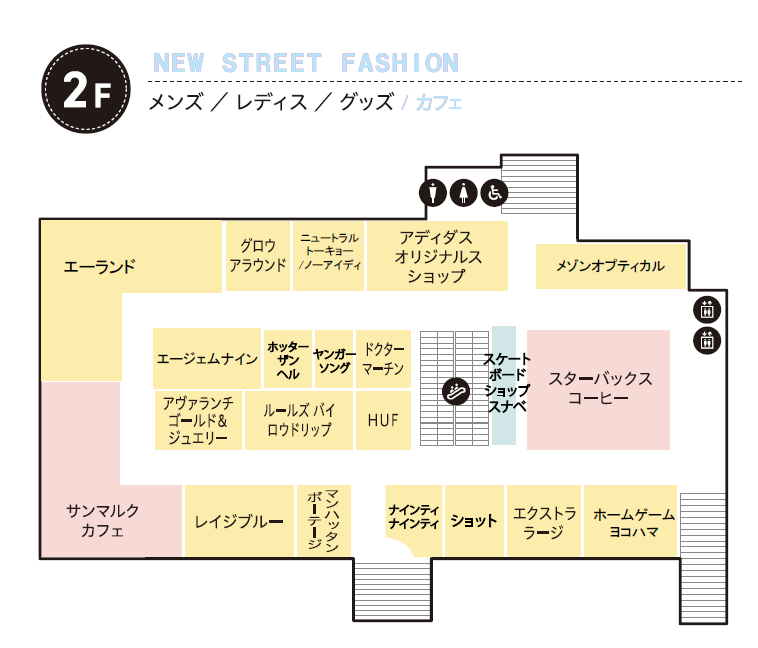 2F
NEW STREET FASHION
メンズ ／ レディス ／ グッズ / カフェ
エーランド
グロウ
アラウンド
ニュートラル
トーキョー
/ノーアイディ
アディダス
オリジナルス
ショップ
メゾンオプティカル
エージェムナイン
ホッター
ザン
ヘル
ヤンガー
ソング
ドクター
マーチン
スケート
ボード
ショップ
スナベ
スターバックス
コーヒー
アヴァランチ
ゴールド&
ジュエリー
ルールズ バイ
ロウドリップ
HUF
サンマルク
カフェ
レイジブルー
マンハッタン
ポーテージ
ナインティ
ナインティ
ショット
エクストラ
ラージ
ホームゲーム
ヨコハマ